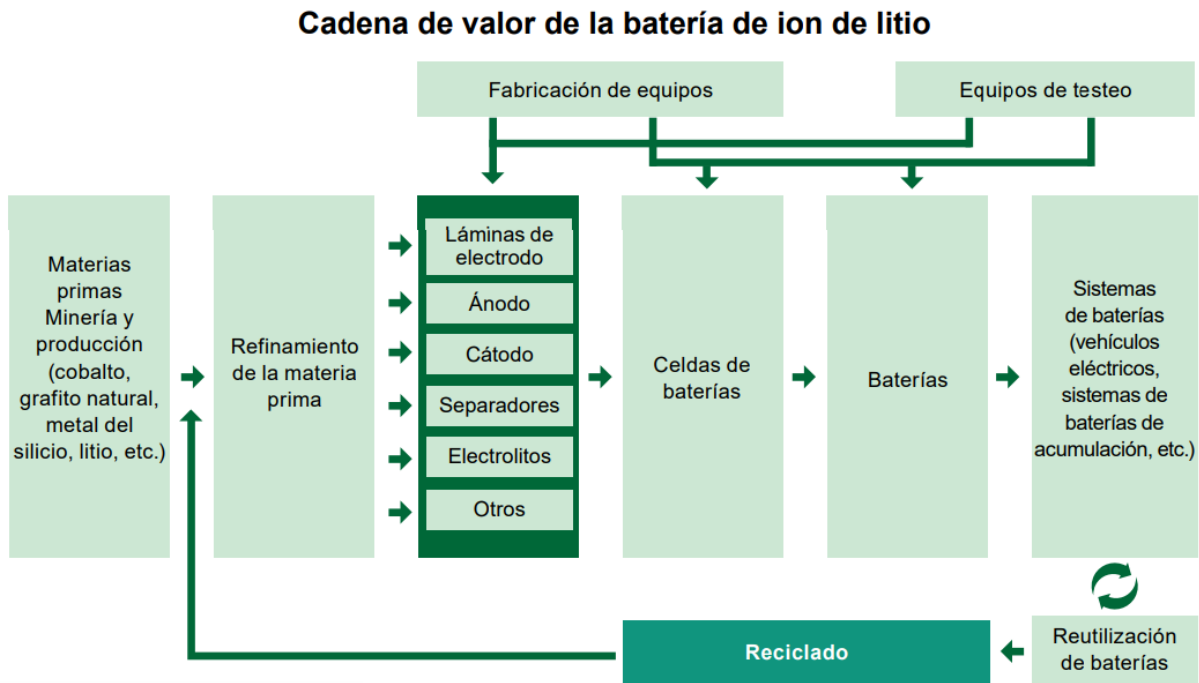 Cadena de valor de la batería de ion de litio
Fabricación de equipos
Equipos de testeo
Materias
primas
Minería y
producción
(cobalto,
grafito natural,
metal del
silicio, litio, etc.)
Refinamiento
de la materia
prima
Láminas de
electrodo
Ánodo
Cátodo
Separadores
Electrolitos
Otros
Celdas de
baterías
Baterías
Sistemas
de baterías
(vehículos
eléctricos,
sistemas de
baterías de
acumulación, etc.)
Reciclado
Reutilización
de baterías